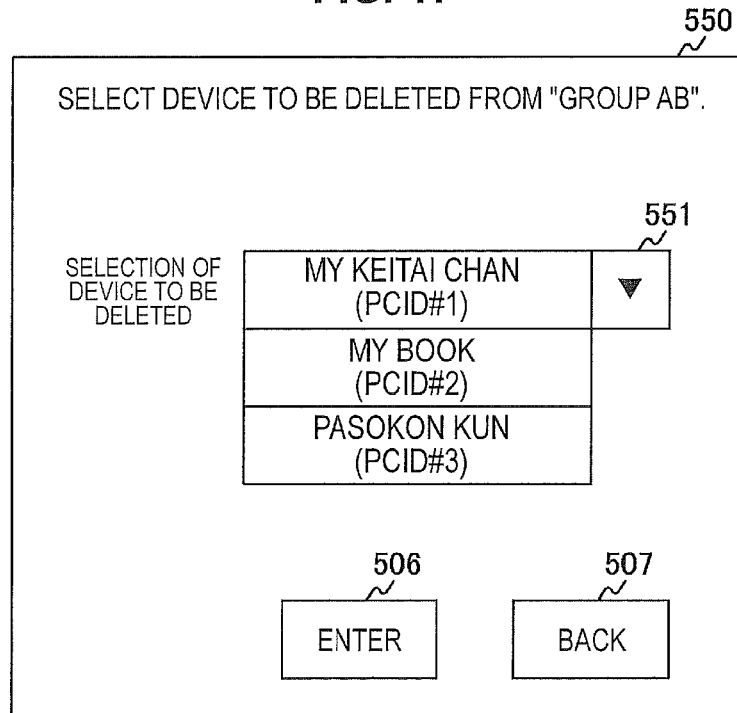 550
SELECT DEVICE TO BE DELETED FROM "GROUP AB".
551
SELECTION OF
DEVICE TO BE
DELETED
MY KEITAI CHAN
(PCID#1)
▼
MY BOOK
(PCID#2)
PASOKON KUN
(PCID#3)
506
507
ENTER
BACK